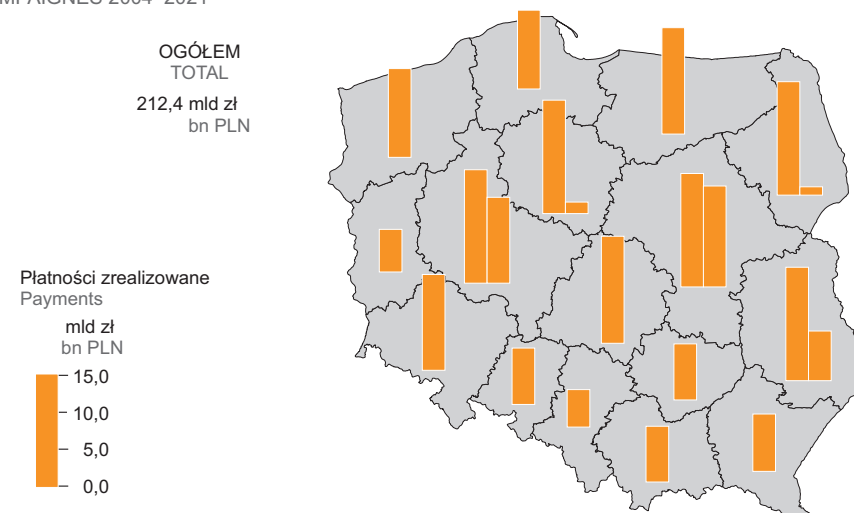 OGÓŁEM
TOTAL
212,4 mld zł
bn PLN
Płatności zrealizowane
Payments
mld zł
bn PLN
15,0
10,0
5,0
0,0